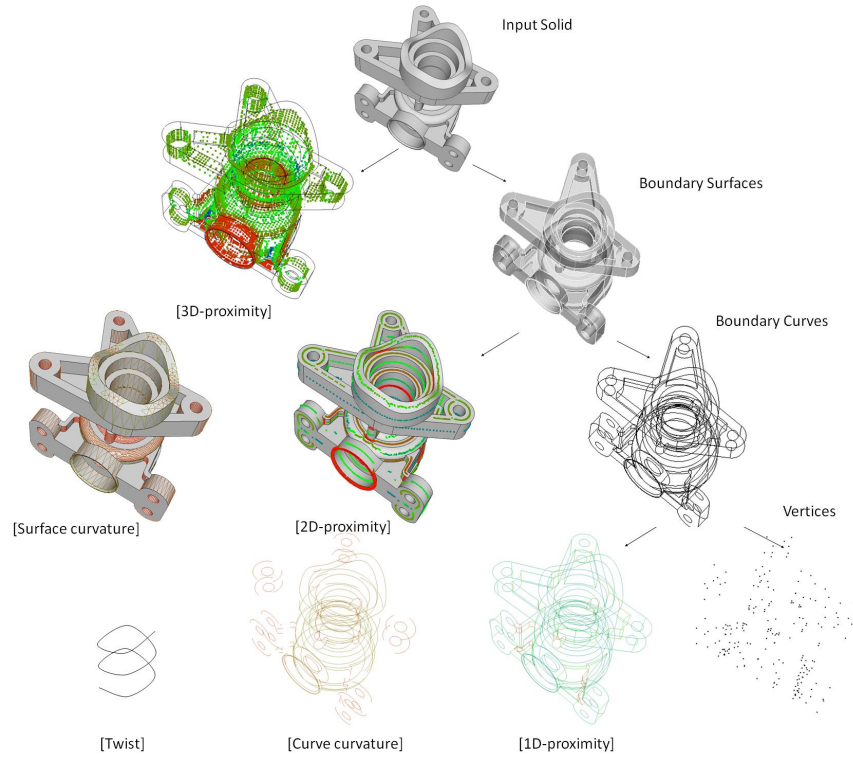 Input Solid
Boundary Surfaces
[3D-proximity]
Boundary Curves
[Surface curvature]
[2D-proximity]
Vertices
[Twist]
[Curve curvature]
[1D-proximity]